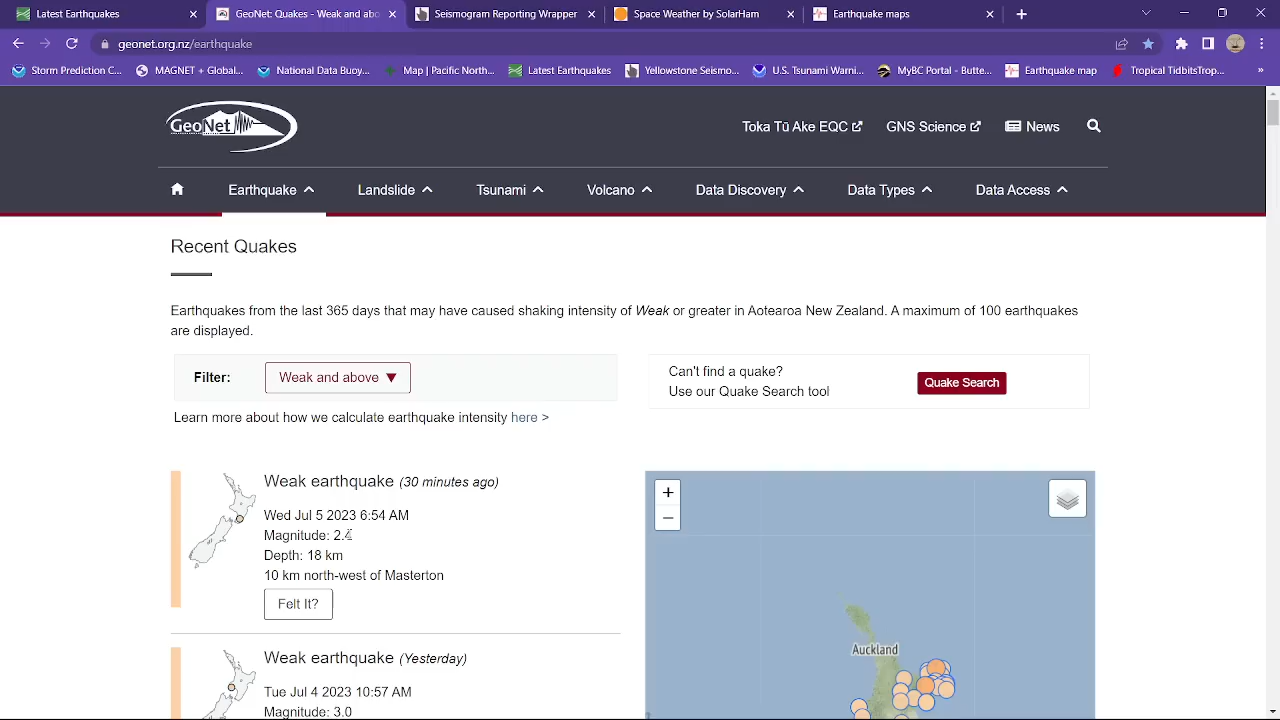 Latest Earthquakes
GeoNet: Quakes - Weak and abo
Seismogram Reporting Wrapper
Space Weather by SolarHam
Earthquake maps
geonet.org.nz/earthquake
Storm Prediction C...
MAGNET + Global...
National Data Buoy...
Map | Pacific North...
Latest Earthquakes
Yellowstone Seismo...
U.S. Tsunami Warni...
MyBC Portal - Butte...
Earthquake map
Tropical TidbitsTrop...
»
GeoNet
Toka Tū Ake EQC
GNS Science
News
Earthquake
Landslide
Tsunami
Volcano
Data Discovery
Data Types
Data Access
Recent Quakes
Earthquakes from the last 365 days that may have caused shaking intensity of Weak or greater in Aotearoa New Zealand. A maximum of 100 earthquakes
are displayed.
Filter:
Weak and above ▼
Can't find a quake?
Use our Quake Search tool
Quake Search
Learn more about how we calculate earthquake intensity here >
Weak earthquake (30 minutes ago)
Wed Jul 5 2023 6:54 AM
Magnitude: 2.4
Depth: 18 km
10 km north-west of Masterton
Felt It?
Weak earthquake (Yesterday)
Tue Jul 4 2023 10:57 AM
Magnitude: 3.0
+
−
Auckland